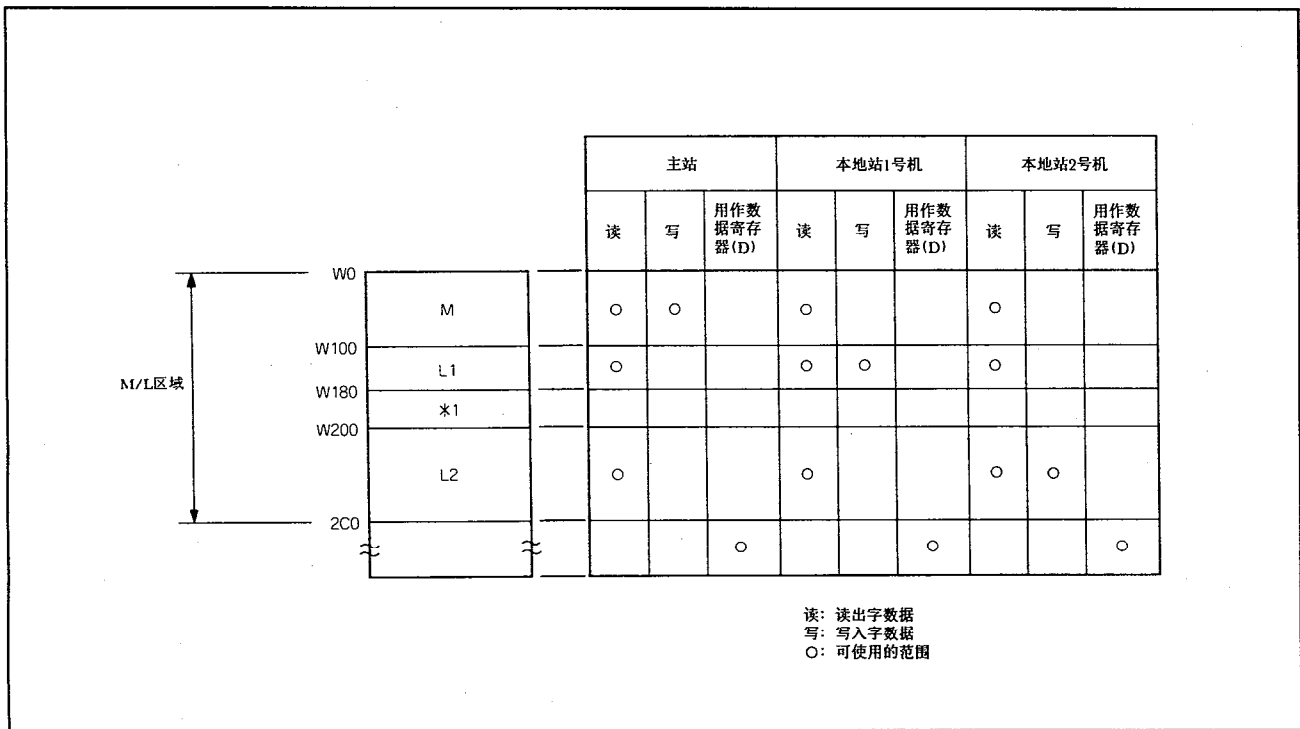 主站 本地站1号机 本地站2号机
读 写 用作数据寄存器(D) 读 写 用作数据寄存器(D) 读 写 用作数据寄存器(D)
W0
M ○ ○ ○ ○
W100
L1 ○ ○ ○ ○
M/L区域
W180
*1
W200
L2 ○ ○ ○ ○
2C0
○ ○ ○
读: 读出字数据
写: 写入字数据
○: 可使用的范围